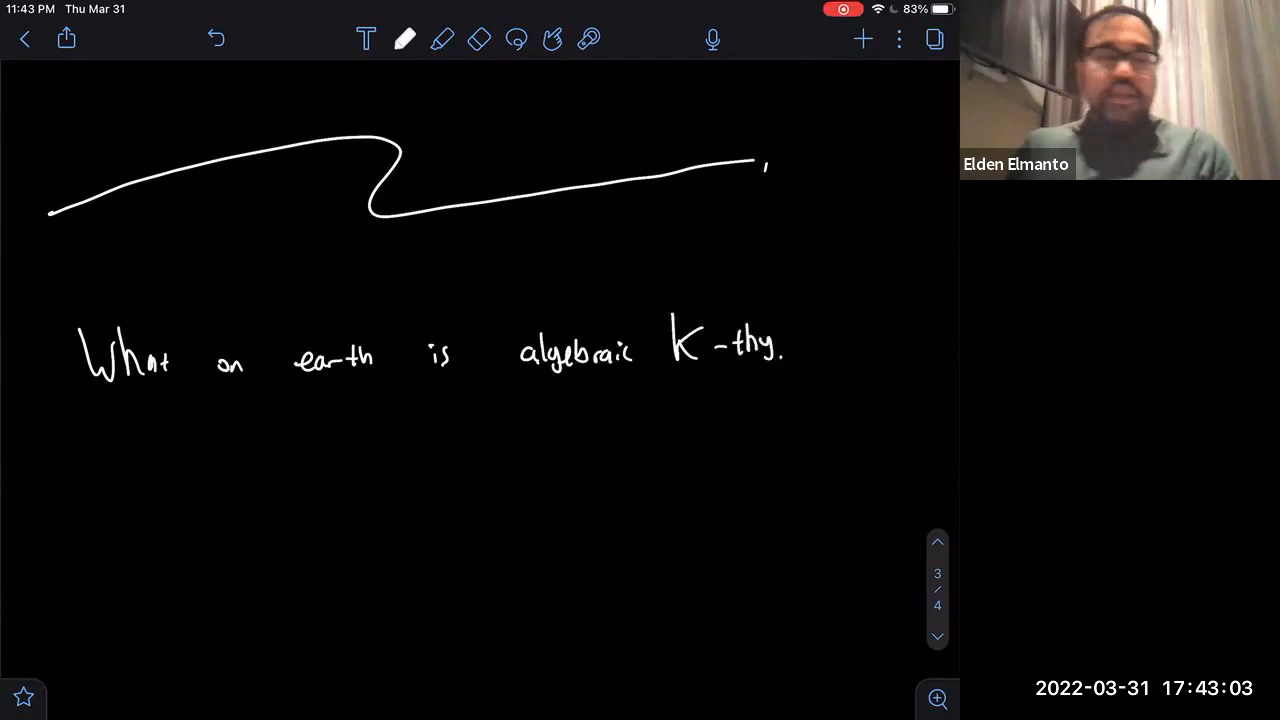 11:43 PM Thu Mar 31
83%
T
Elden Elmanto
What on earth is algebraic K-thy.
3
/
4
2022-03-31 17:43:03